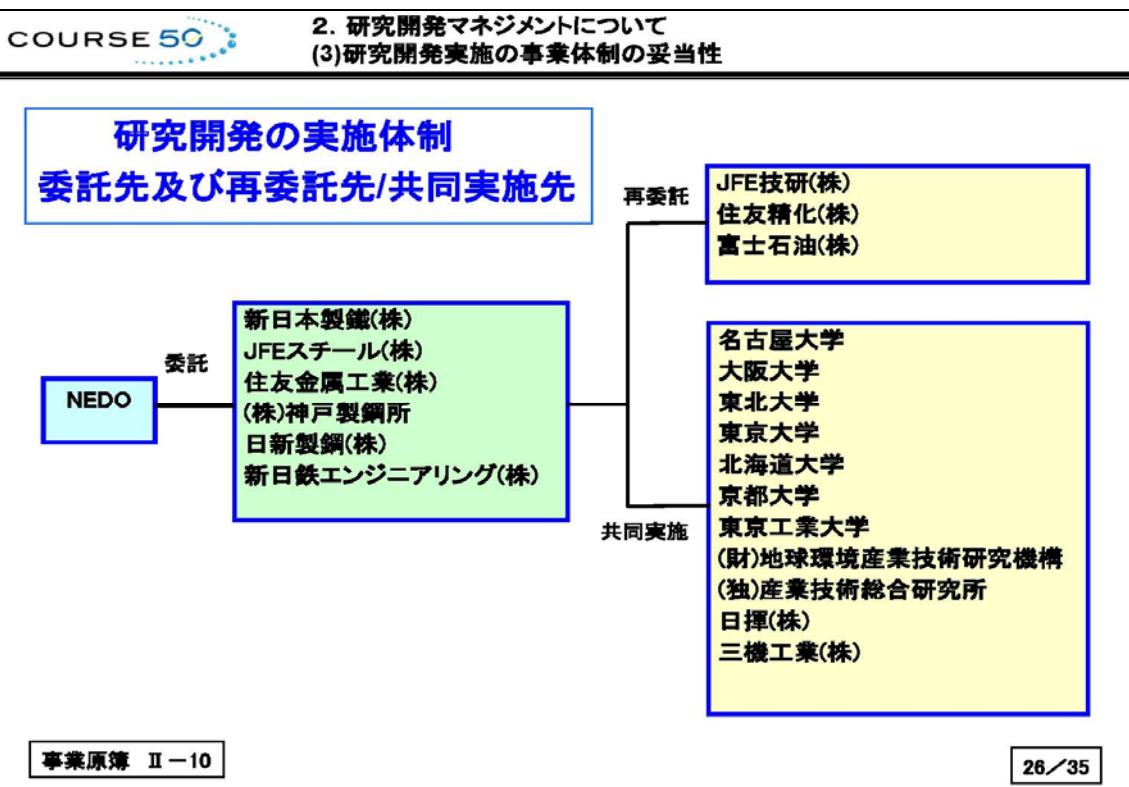 COURSE 50
2. 研究開発マネジメントについて
(3)研究開発実施の事業体制の妥当性
研究開発の実施体制
委託先及び再委託先/共同実施先
NEDO
委託
新日本製鐵(株)
JFEスチール(株)
住友金属工業(株)
(株)神戸製鋼所
日新製鋼(株)
新日鉄エンジニアリング(株)
再委託
JFE技研(株)
住友精化(株)
富士石油(株)
共同実施
名古屋大学
大阪大学
東北大学
東京大学
北海道大学
京都大学
東京工業大学
(財)地球環境産業技術研究機構
(独)産業技術総合研究所
日揮(株)
三機工業(株)
事業原簿 Ⅱ-10
26/35